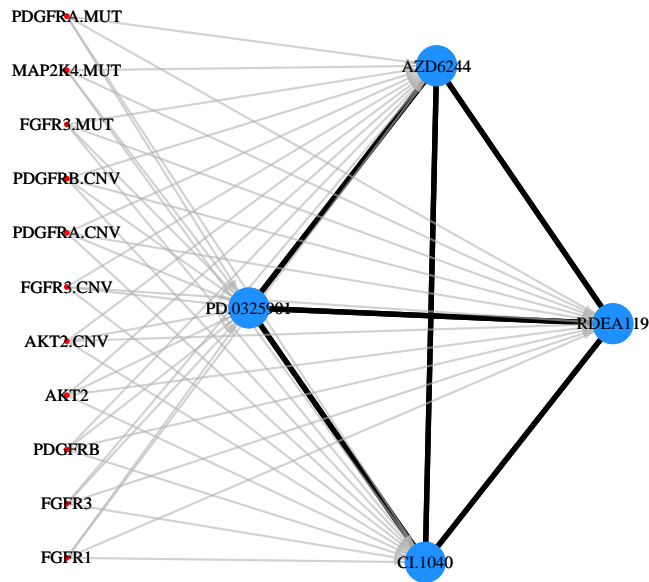 PDGFRA.MUT
MAP2K4.MUT
FGFR3.MUT
PDGFRB.CNV
PDGFRA.CNV
FGFR3.CNV
AKT2.CNV
AKT2
PDGFRB
FGFR3
FGFR1
AZD6244
PD.0325901
RDEA119
CI.1040